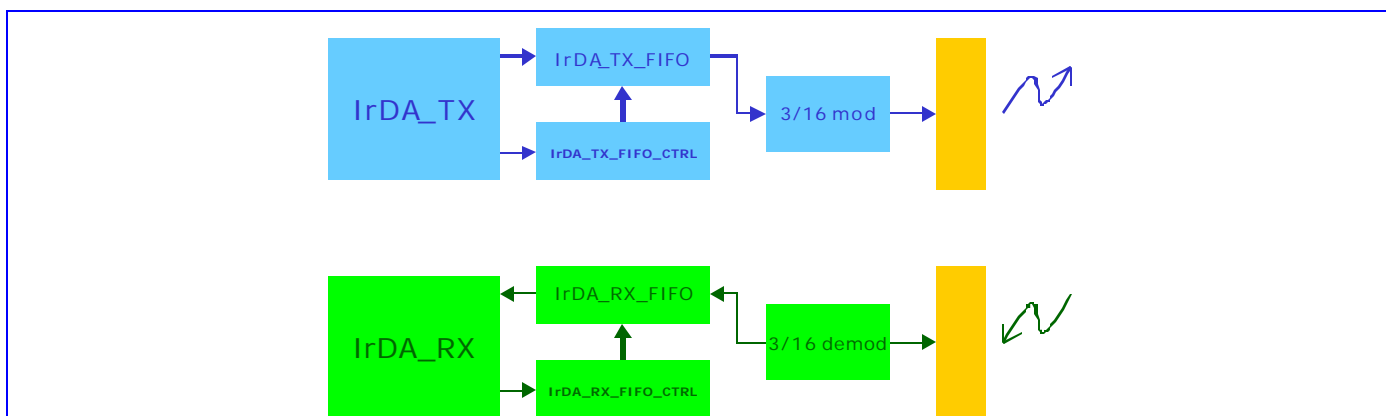 IrDA_TX_FIFO
IrDA_TX
3/16 mod
IrDA_TX_FIFO_CTRL
IrDA_RX_FIFO
IrDA_RX
3/16 demod
IrDA_RX_FIFO_CTRL